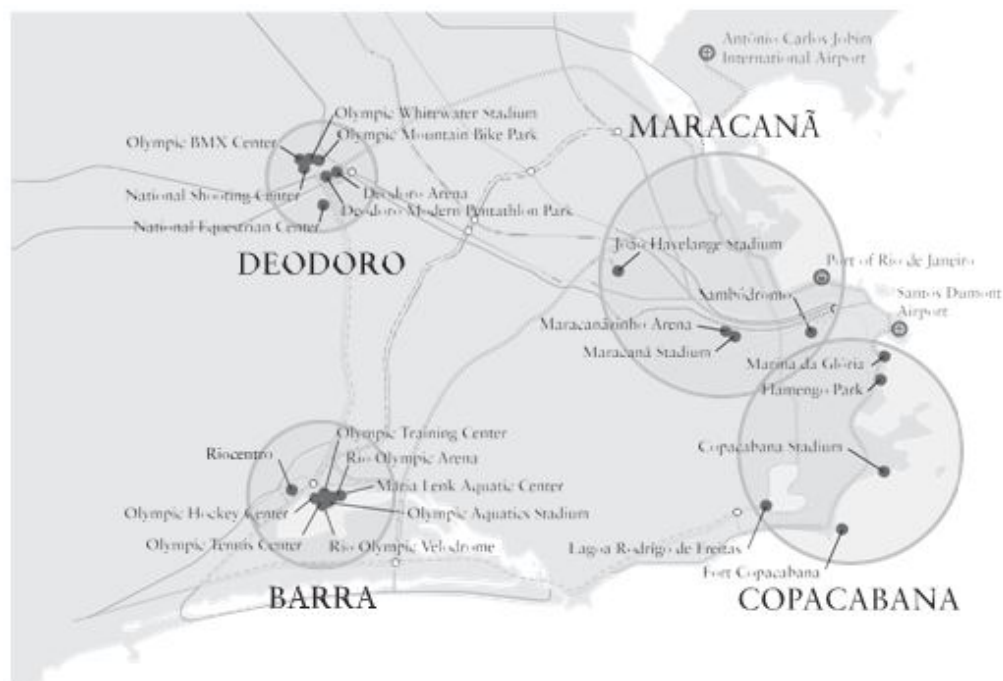 Antônio Carlos Jobim
International Airport
MARACANÃ
Olympic Whitewater Stadium
Olympic Mountain Bike Park
Olympic BMX Center
National Shooting Center
Deodoro Arena
Deodoro Modern Pentathlon Park
National Equestrian Center
DEODORO
João Havelange Stadium
Port of Rio de Janeiro
Sambódromo
Santos Dumont
Airport
Maracanãzinho Arena
Maracanã Stadium
Marina da Glória
Flamengo Park
Copacabana Stadium
Lagoa Rodrigo de Freitas
Fort Copacabana
COPACABANA
Olympic Training Center
Riocentro
Rio Olympic Arena
Maria Lenk Aquatic Center
Olympic Hockey Center
Olympic Aquatics Stadium
Olympic Tennis Center
Rio Olympic Velodrome
BARRA